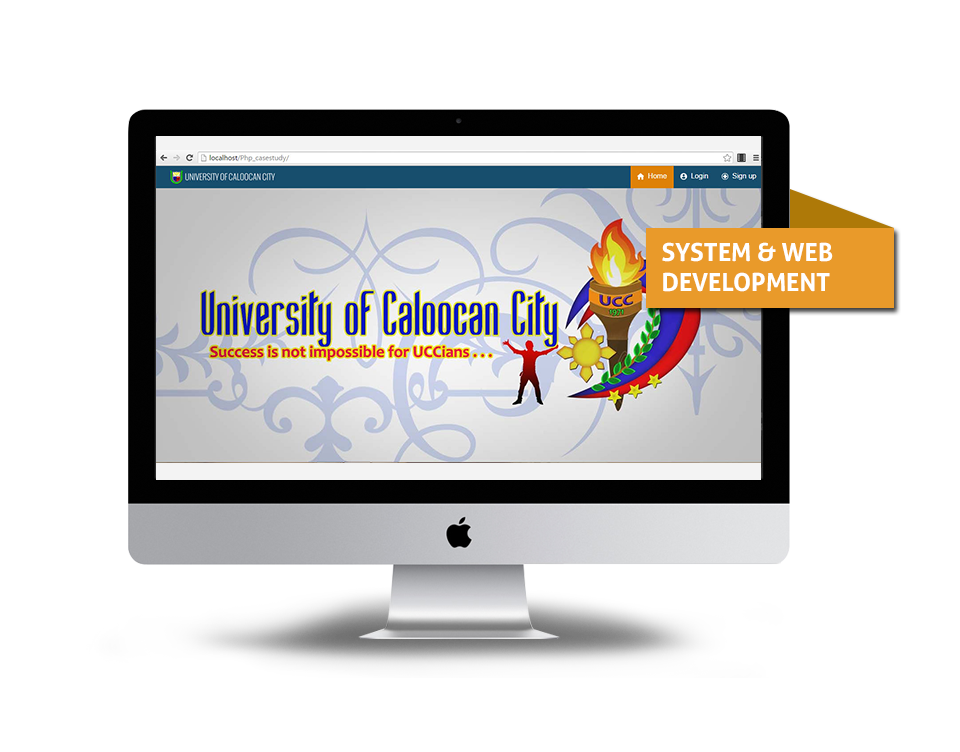 localhost/Php_casestudy/
UNIVERSITY OF CALOOCAN CITY
Home
Login
Sign up
SYSTEM & WEB
DEVELOPMENT
University of Caloocan City
Success is not impossible for UCCians . . .
UCC
1971